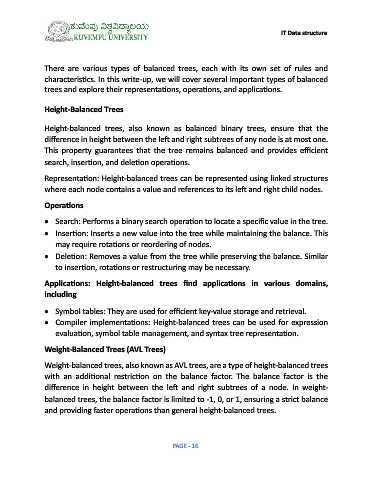 ಕುವೆಂಪು ವಿಶ್ವವಿದ್ಯಾಲಯ
KUVEMPU UNIVERSITY
IT Data structure
There are various types of balanced trees, each with its own set of rules and
characteristics. In this write-up, we will cover several important types of balanced
trees and explore their representations, operations, and applications.
Height-Balanced Trees
Height-balanced trees, also known as balanced binary trees, ensure that the
difference in height between the left and right subtrees of any node is at most one.
This property guarantees that the tree remains balanced and provides efficient
search, insertion, and deletion operations.
Representation: Height-balanced trees can be represented using linked structures
where each node contains a value and references to its left and right child nodes.
Operations
• Search: Performs a binary search operation to locate a specific value in the tree.
• Insertion: Inserts a new value into the tree while maintaining the balance. This
may require rotations or reordering of nodes.
• Deletion: Removes a value from the tree while preserving the balance. Similar
to insertion, rotations or restructuring may be necessary.
Applications: Height-balanced trees find applications in various domains,
including
• Symbol tables: They are used for efficient key-value storage and retrieval.
• Compiler implementations: Height-balanced trees can be used for expression
evaluation, symbol table management, and syntax tree representation.
Weight-Balanced Trees (AVL Trees)
Weight-balanced trees, also known as AVL trees, are a type of height-balanced trees
with an additional restriction on the balance factor. The balance factor is the
difference in height between the left and right subtrees of a node. In weight-
balanced trees, the balance factor is limited to -1, 0, or 1, ensuring a strict balance
and providing faster operations than general height-balanced trees.
PAGE - 16